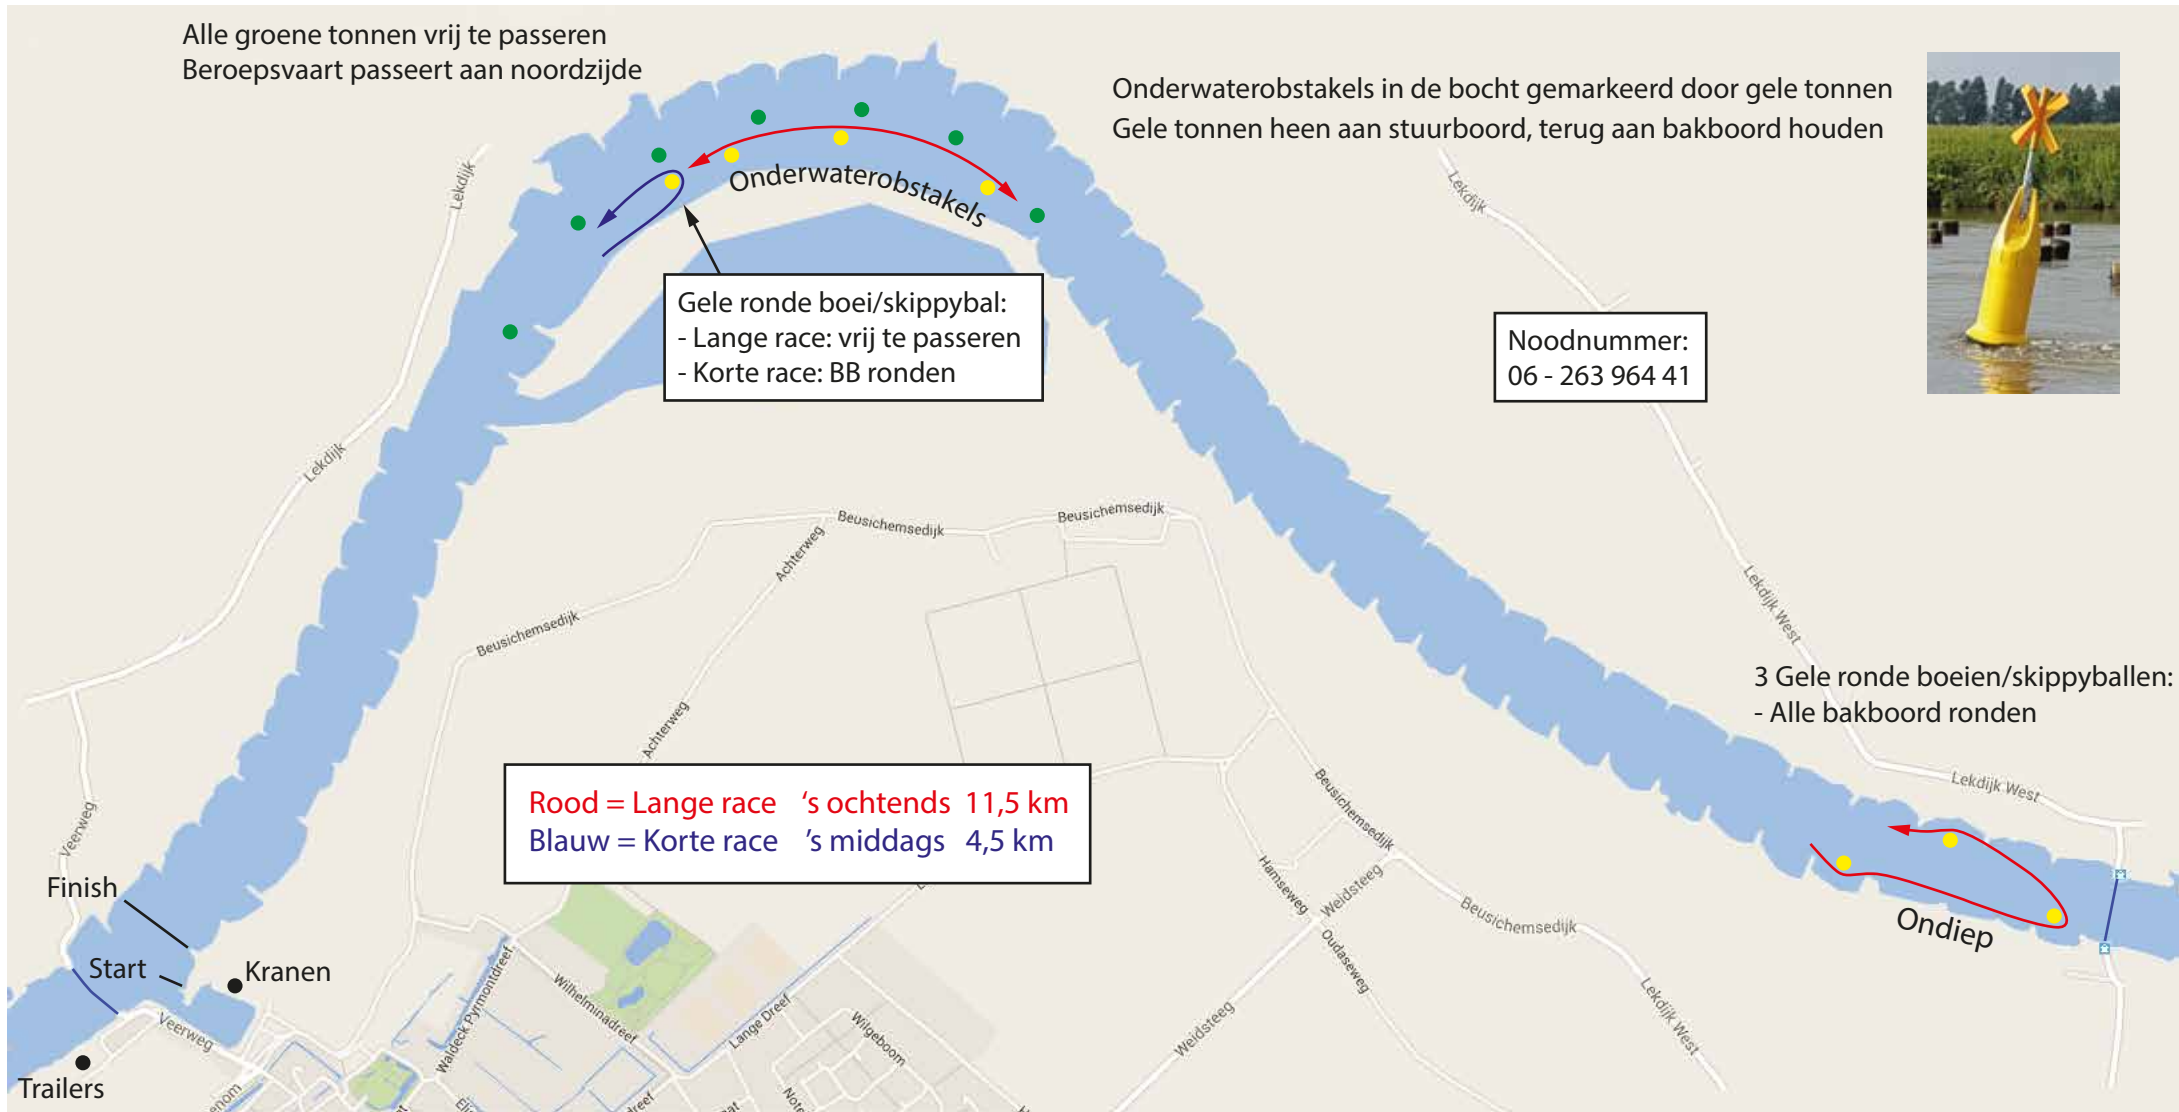 Alle groene tonnen vrij te passeren
Beroepsvaart passeert aan noordzijde
Onderwaterobstakels in de bocht gemarkeerd door gele tonnen
Gele tonnen heen aan stuurboord, terug aan bakboord houden
Lekdijk
Onderwaterobstakels
Lekdijk
Gele ronde boei/skippybal:
- Lange race: vrij te passeren
- Korte race: BB ronden
Noodnummer:
06 - 263 964 41
Lekdijk
Beusichemsedijk
Beusichemsedijk
Achterweg
Lekdijk West
Beusichemsedijk
3 Gele ronde boeien/skippyballen:
- Alle bakboord ronden
Achterweg
Rood = Lange race ‘s ochtends 11,5 km
Blauw = Korte race ’s middags 4,5 km
Beusichemsedijk
Lekdijk West
Veerweg
Finish
Hamseweg
Weidsteeg
Beusichemsedijk
Ondiep
Start
Kranen
Waldeck Pyrmontdreef
Wilhelminadreef
Lange Dreef
Oudaseweg
Lekdijk West
Veerweg
Wilgeboom
Weidsteeg
Trailers
enom
dreef
Note